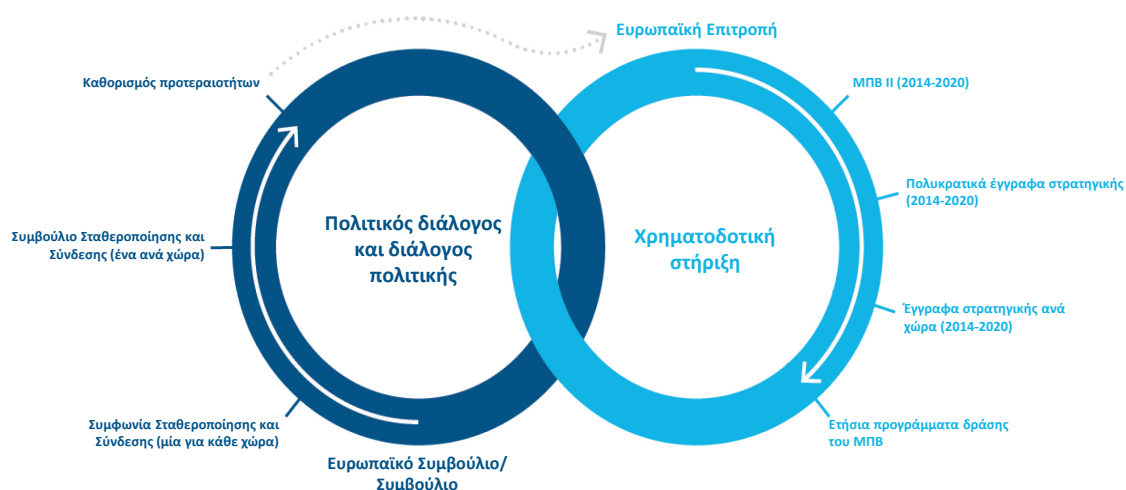 Ευρωπαϊκή Επιτροπή
Καθορισμός προτεραιοτήτων
Συμβούλιο Σταθεροποίησης και
Σύνδεσης (ένα ανά χώρα)
Συμφωνία Σταθεροποίησης και
Σύνδεσης (μία για κάθε χώρα)
Πολιτικός διάλογος
και διάλογος
πολιτικής
Ευρωπαϊκό Συμβούλιο/
Συμβούλιο
Χρηματοδοτική
στήριξη
ΜΠΒ II (2014-2020)
Πολυκρατικά έγγραφα στρατηγικής
(2014-2020)
Έγγραφα στρατηγικής ανά
χώρα (2014-2020)
Ετήσια προγράμματα δράσης
του ΜΠΒ